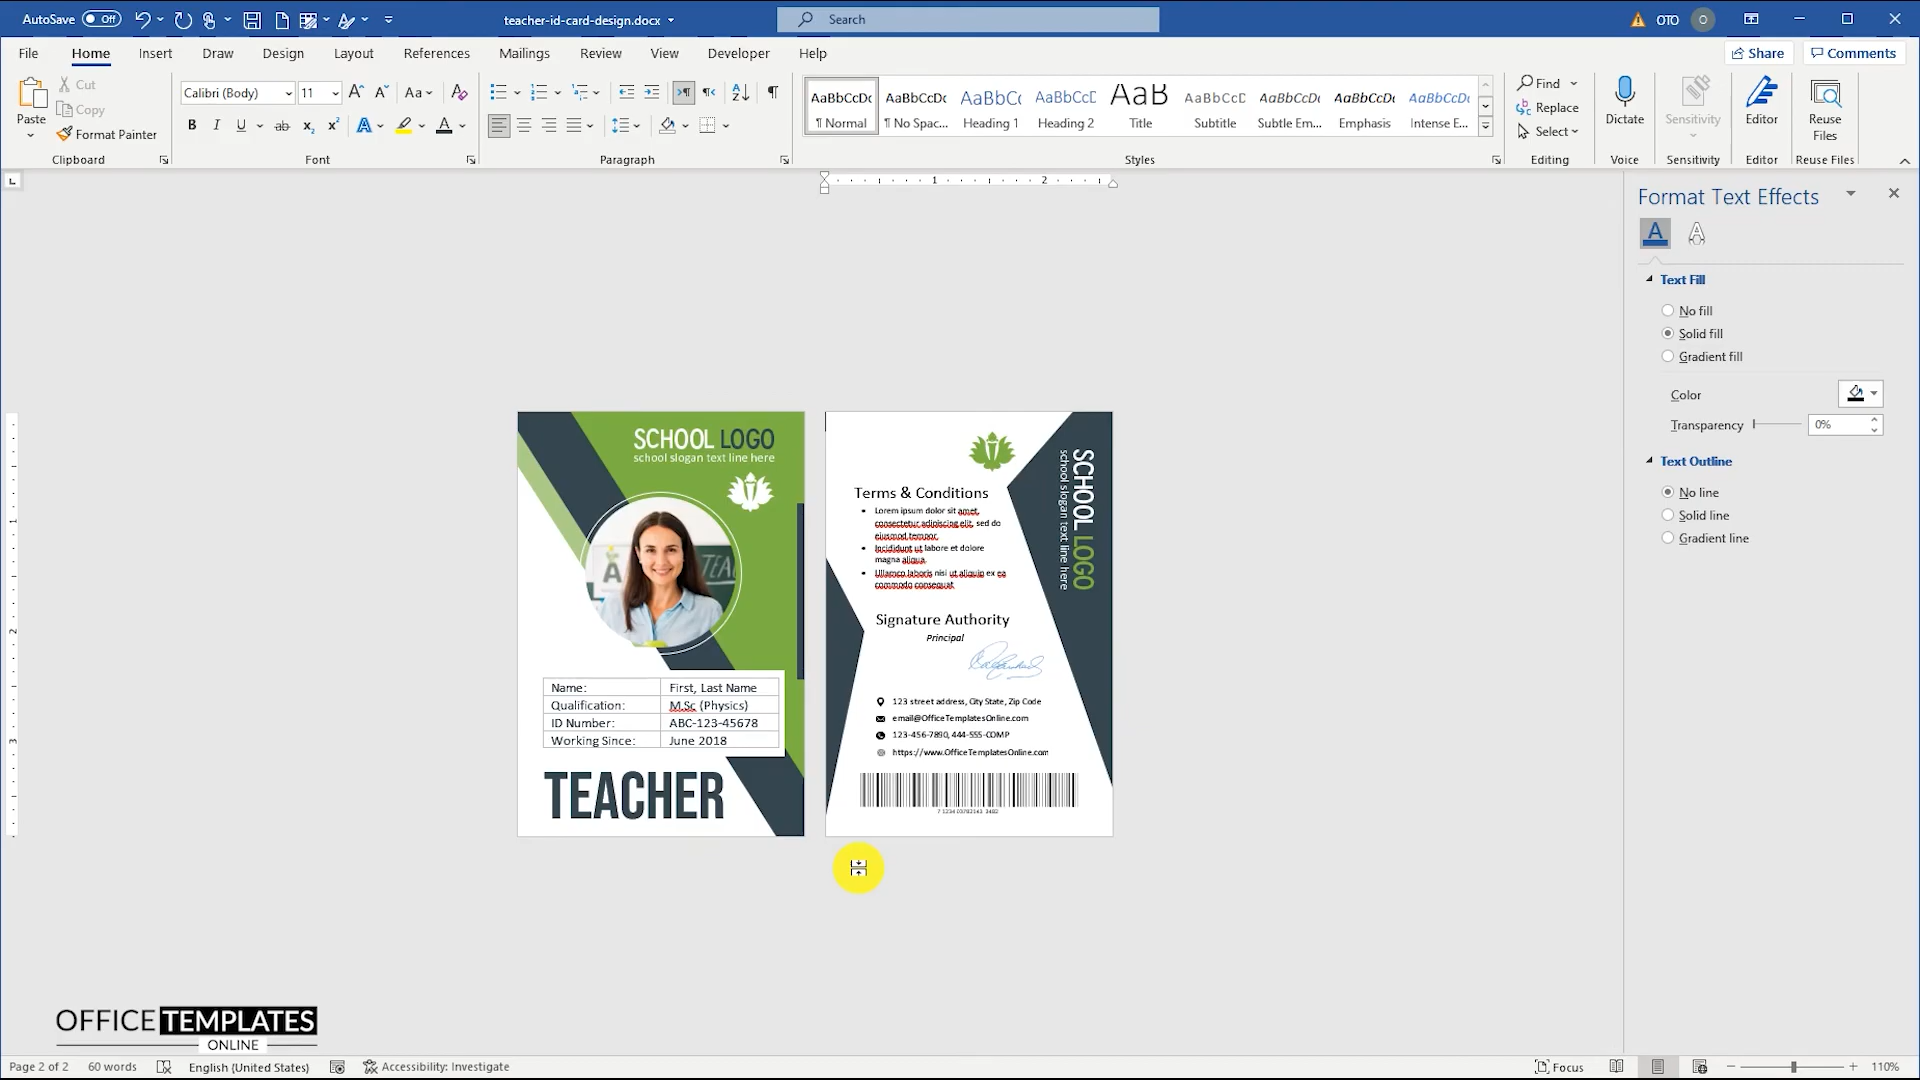 AutoSave Off
teacher-id-card-design.docx
Search
OTO
O
File Home Insert Draw Design Layout References Mailings Review View Developer Help
Share
Comments
Paste
Cut
Copy
Format Painter
Clipboard
Calibri (Body)
11
Font
Paragraph
AaBbCcDc
¶ Normal
AaBbCcDc
¶ No Spac...
AaBbCc
Heading 1
AaBbCcD
Heading 2
AaB
Title
AaBbCcD
Subtitle
AaBbCcDc
Subtle Em...
AaBbCcDc
Emphasis
AaBbCcDc
Intense E...
Styles
Find
Replace
Select
Editing
Dictate
Voice
Sensitivity
Sensitivity
Editor
Editor
Reuse Files
Reuse Files
1 2
1
2
3
SCHOOL LOGO
school slogan text line here
A
TEA
Name: First, Last Name
Qualification: M.Sc (Physics)
ID Number: ABC-123-45678
Working Since: June 2018
TEACHER
SCHOOL LOGO
school slogan text line here
Terms & Conditions
• Lorem ipsum dolor sit amet,
consectetur adipiscing elit, sed do
eiusmod tempor.
• Incididunt ut labore et dolore
magna aliqua.
• Ullamco laboris nisi ut aliquip ex ea
commodo consequat.
Signature Authority
Principal
123 street address, City State, Zip Code
email@OfficeTemplatesOnline.com
123-456-7890, 444-555-COMP
https://www.OfficeTemplatesOnline.com
Format Text Effects
Text Fill
No fill
Solid fill
Gradient fill
Color
Transparency 0%
Text Outline
No line
Solid line
Gradient line
OFFICE TEMPLATES
ONLINE
Page 2 of 2
60 words
English (United States)
Accessibility: Investigate
Focus
110%